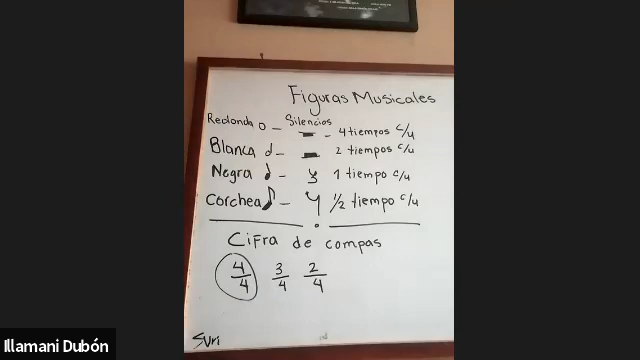 Figuras Musicales
Redonda o – Silencios – 4 tiempos c/u
Blanca – 2 tiempos c/u
Negra – 1 tiempo c/u
Corchea – 1/2 tiempo c/u
Cifra de compas
4/4 3/4 2/4
Suri
Illamani Dubón